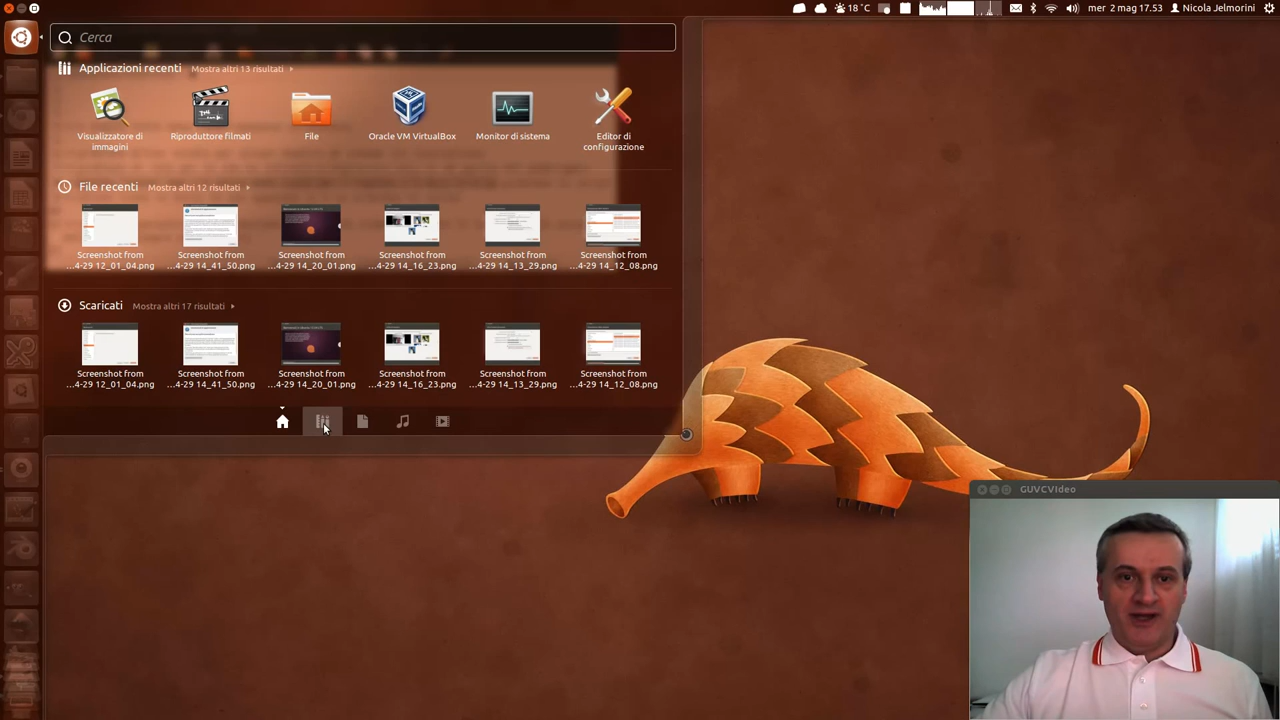 18 °C
mer 2 mag 17.53
Nicola Jelmorini
Cerca
Applicazioni recenti
Mostra altri 13 risultati
Visualizzatore di
immagini
Riproduttore filmati
File
Oracle VM VirtualBox
Monitor di sistema
Editor di
configurazione
File recenti
Mostra altri 12 risultati
Screenshot from
...4-29 12_01_04.png
Screenshot from
...4-29 14_41_50.png
Screenshot from
...4-29 14_20_01.png
Screenshot from
...4-29 14_16_23.png
Screenshot from
...4-29 14_13_29.png
Screenshot from
...4-29 14_12_08.png
Scaricati
Mostra altri 17 risultati
Screenshot from
...4-29 12_01_04.png
Screenshot from
...4-29 14_41_50.png
Screenshot from
...4-29 14_20_01.png
Screenshot from
...4-29 14_16_23.png
Screenshot from
...4-29 14_13_29.png
Screenshot from
...4-29 14_12_08.png
GUVCVIdeo